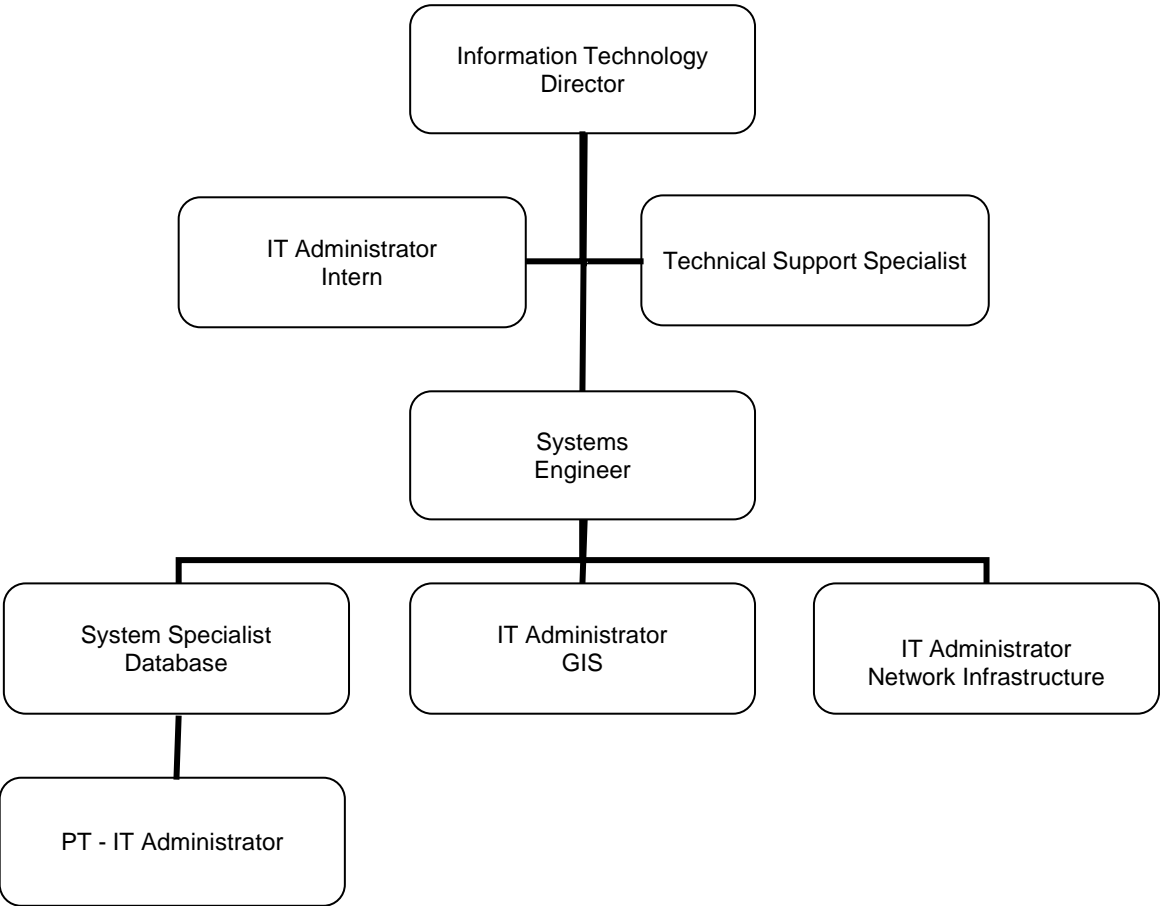 Information Technology
Director
IT Administrator
Intern
Technical Support Specialist
Systems
Engineer
System Specialist
Database
IT Administrator
GIS
IT Administrator
Network Infrastructure
PT - IT Administrator